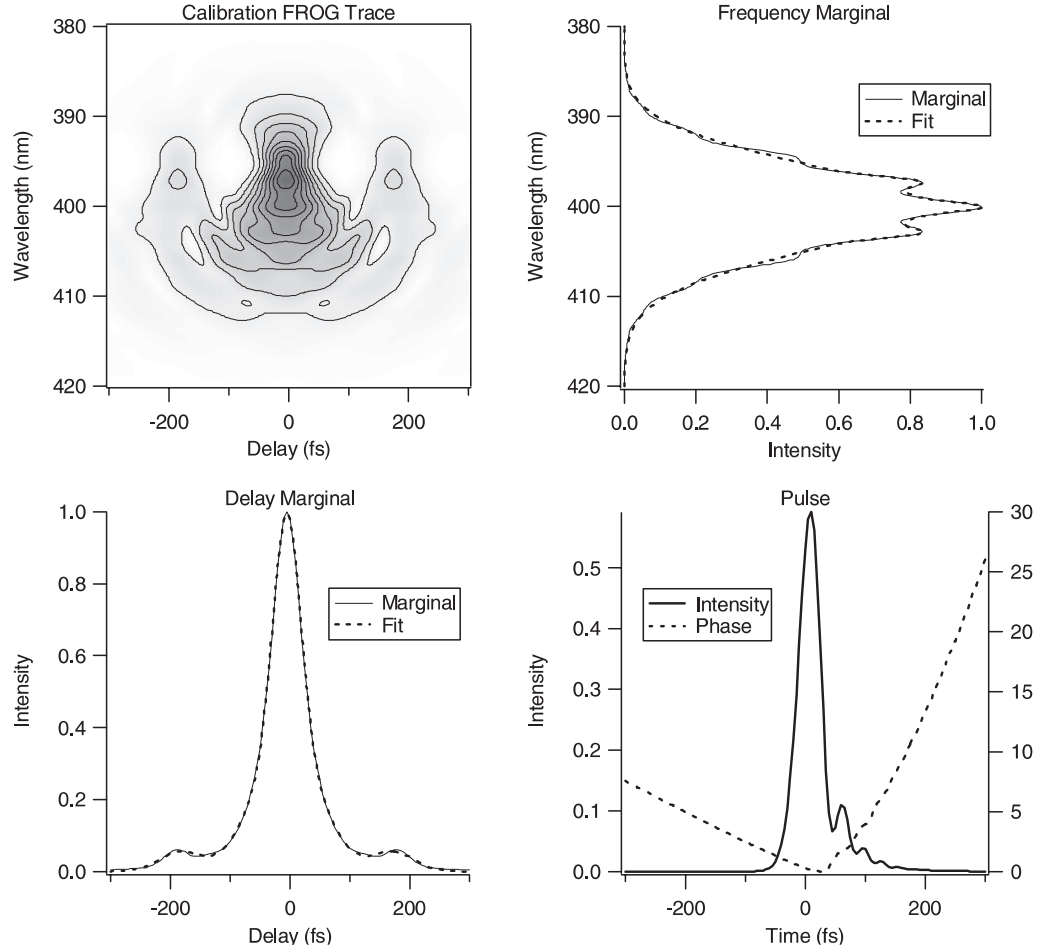 Calibration FROG Trace
Wavelength (nm)
380
390
400
410
420
-200
0
200
Delay (fs)
Frequency Marginal
Wavelength (nm)
380
390
400
410
420
Marginal
Fit
0.0
0.2
0.4
0.6
0.8
1.0
Intensity
Delay Marginal
Intensity
1.0
0.8
0.6
0.4
0.2
0.0
Marginal
Fit
-200
0
200
Delay (fs)
Pulse
Intensity
0.5
0.4
0.3
0.2
0.1
0.0
Intensity
Phase
30
25
20
15
10
5
0
-200
0
200
Time (fs)